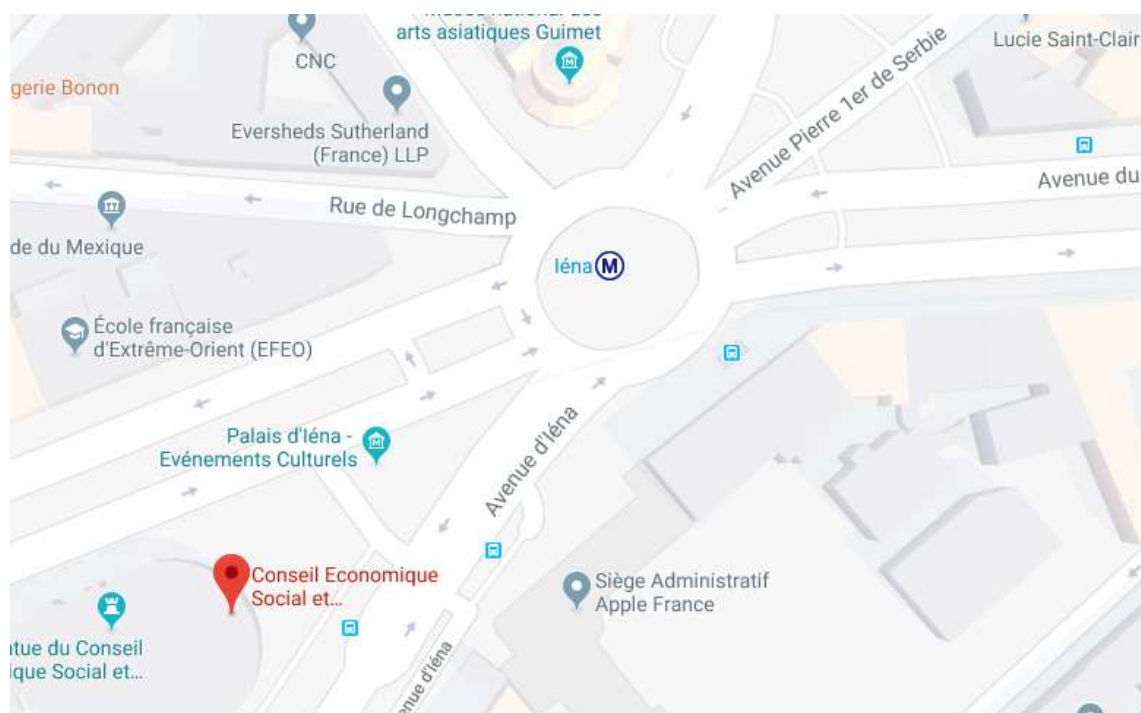 arts asiatiques Guimet
CNC
Lucie Saint-Clair
gerie Bonon
Eversheds Sutherland
(France) LLP
Avenue Pierre 1er de Serbie
Avenue du
Rue de Longchamp
de du Mexique
Iéna M
École française
d'Extrême-Orient (EFEO)
Palais d'Iéna -
Evénements Culturels
Avenue d'Iéna
Conseil Economique
Social et...
Siège Administratif
Apple France
tue du Conseil
ique Social et...
enue d'Iéna